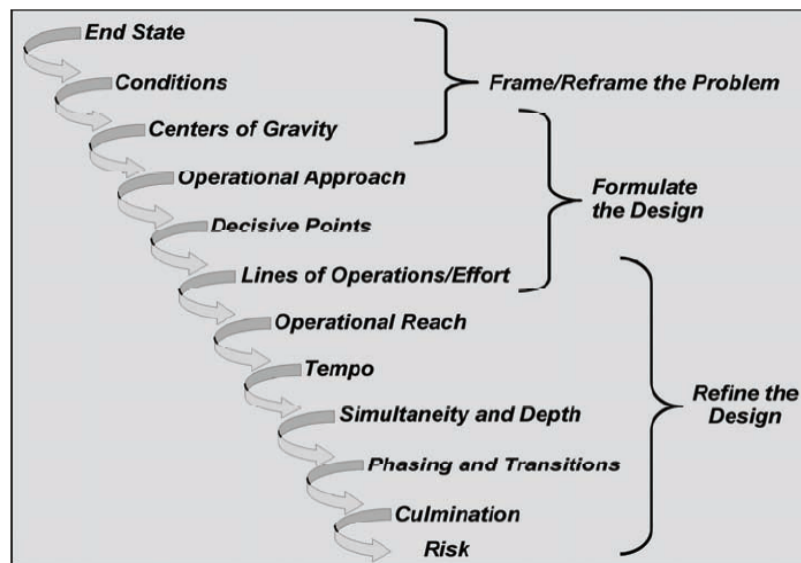 End State
Conditions
Frame/Reframe the Problem
Centers of Gravity
Operational Approach
Formulate
the Design
Decisive Points
Lines of Operations/Effort
Operational Reach
Tempo
Refine the
Design
Simultaneity and Depth
Phasing and Transitions
Culmination
Risk